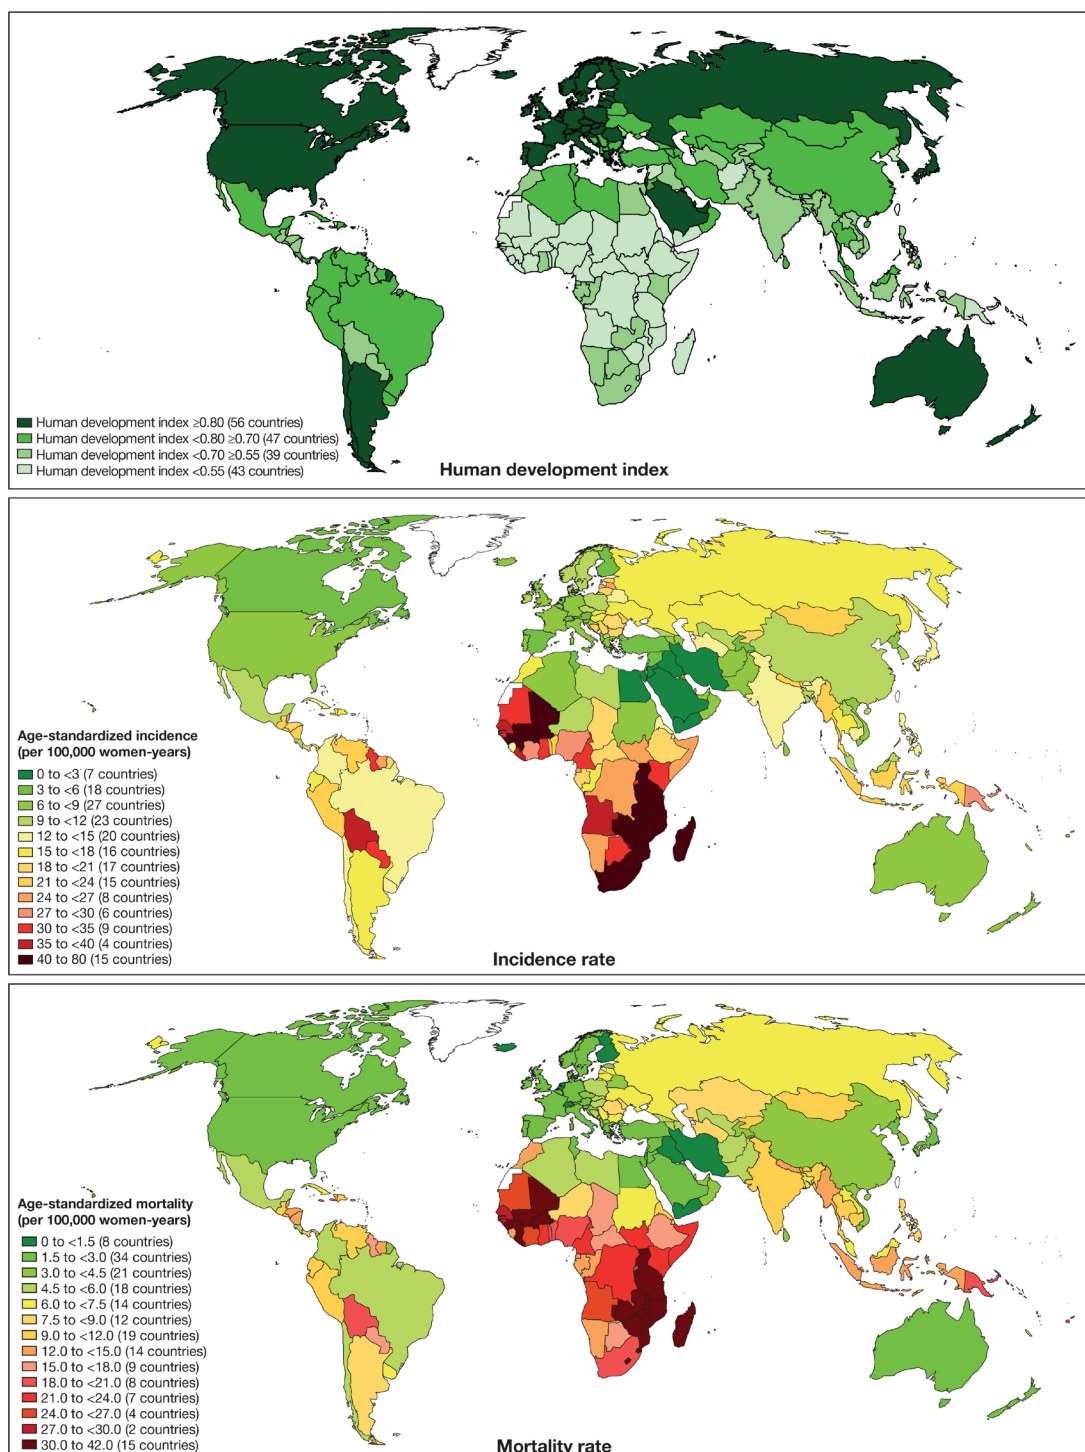 Human development index ≥0.80 (56 countries)
Human development index <0.80 ≥0.70 (47 countries)
Human development index <0.70 ≥0.55 (39 countries)
Human development index <0.55 (43 countries)
Human development index
Age-standardized incidence
(per 100,000 women-years)
0 to <3 (7 countries)
3 to <6 (18 countries)
6 to <9 (27 countries)
9 to <12 (23 countries)
12 to <15 (20 countries)
15 to <18 (16 countries)
18 to <21 (17 countries)
21 to <24 (15 countries)
24 to <27 (8 countries)
27 to <30 (6 countries)
30 to <35 (9 countries)
35 to <40 (4 countries)
40 to 80 (15 countries)
Incidence rate
Age-standardized mortality
(per 100,000 women-years)
0 to <1.5 (8 countries)
1.5 to <3.0 (34 countries)
3.0 to <4.5 (21 countries)
4.5 to <6.0 (18 countries)
6.0 to <7.5 (14 countries)
7.5 to <9.0 (12 countries)
9.0 to <12.0 (19 countries)
12.0 to <15.0 (14 countries)
15.0 to <18.0 (9 countries)
18.0 to <21.0 (8 countries)
21.0 to <24.0 (7 countries)
24.0 to <27.0 (4 countries)
27.0 to <30.0 (2 countries)
30.0 to 42.0 (15 countries)
Mortality rate